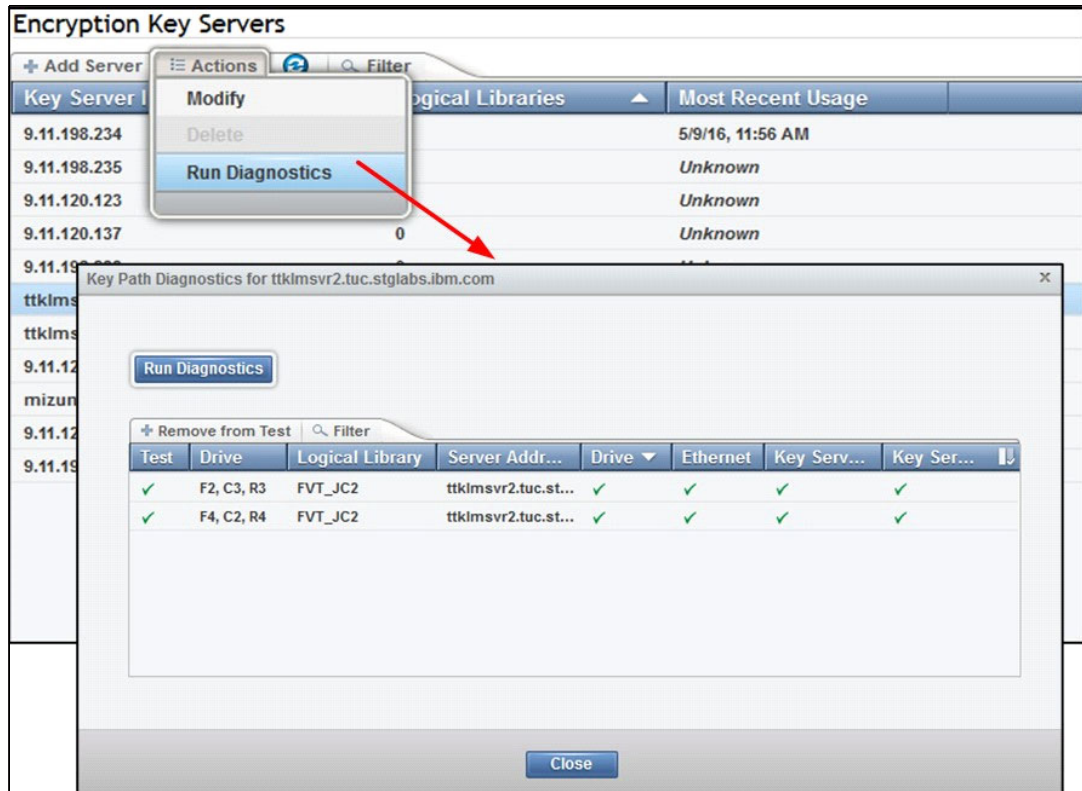 Encryption Key Servers
Add Server Actions Filter
Key Server I ogical Libraries Most Recent Usage
Modify
9.11.198.234 5/9/16, 11:56 AM
Delete
9.11.198.235 Unknown
Run Diagnostics
9.11.120.123 Unknown
9.11.120.137 0 Unknown
9.11.19
Key Path Diagnostics for ttklmsvr2.tuc.stglabs.ibm.com x
ttklms
ttklms
9.11.12 Run Diagnostics
mizun
9.11.12 Remove from Test Filter
9.11.19 Test Drive Logical Library Server Addr... Drive Ethernet Key Serv... Key Ser...
F2, C3, R3 FVT_JC2 ttklmsvr2.tuc.st...
F4, C2, R4 FVT_JC2 ttklmsvr2.tuc.st...
Close